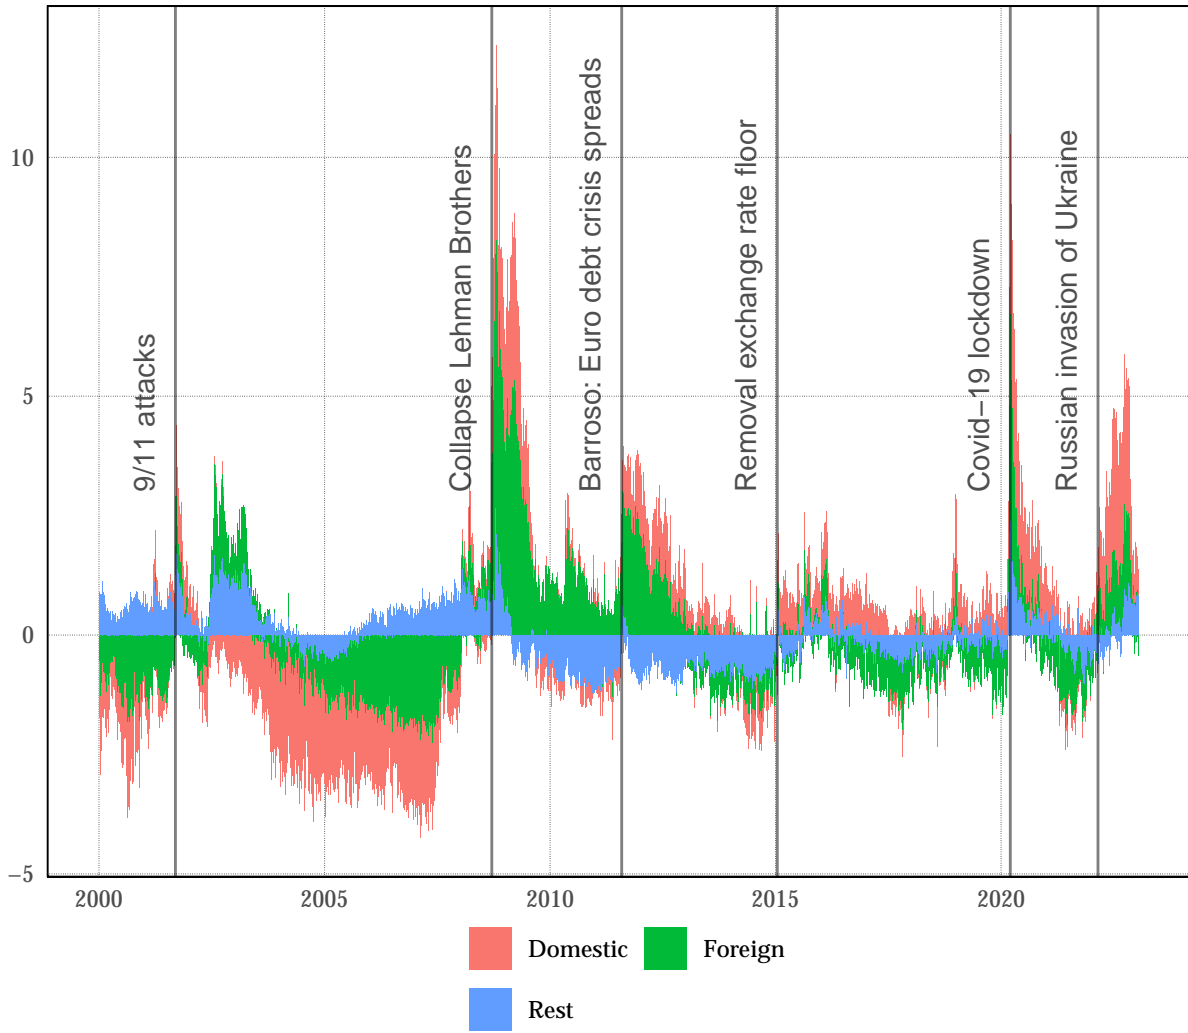 10
5
0
−5
9/11 attacks
Collapse Lehman Brothers
Barroso: Euro debt crisis spreads
Removal exchange rate floor
Covid−19 lockdown
Russian invasion of Ukraine
2000 2005 2010 2015 2020
Domestic Foreign
Rest